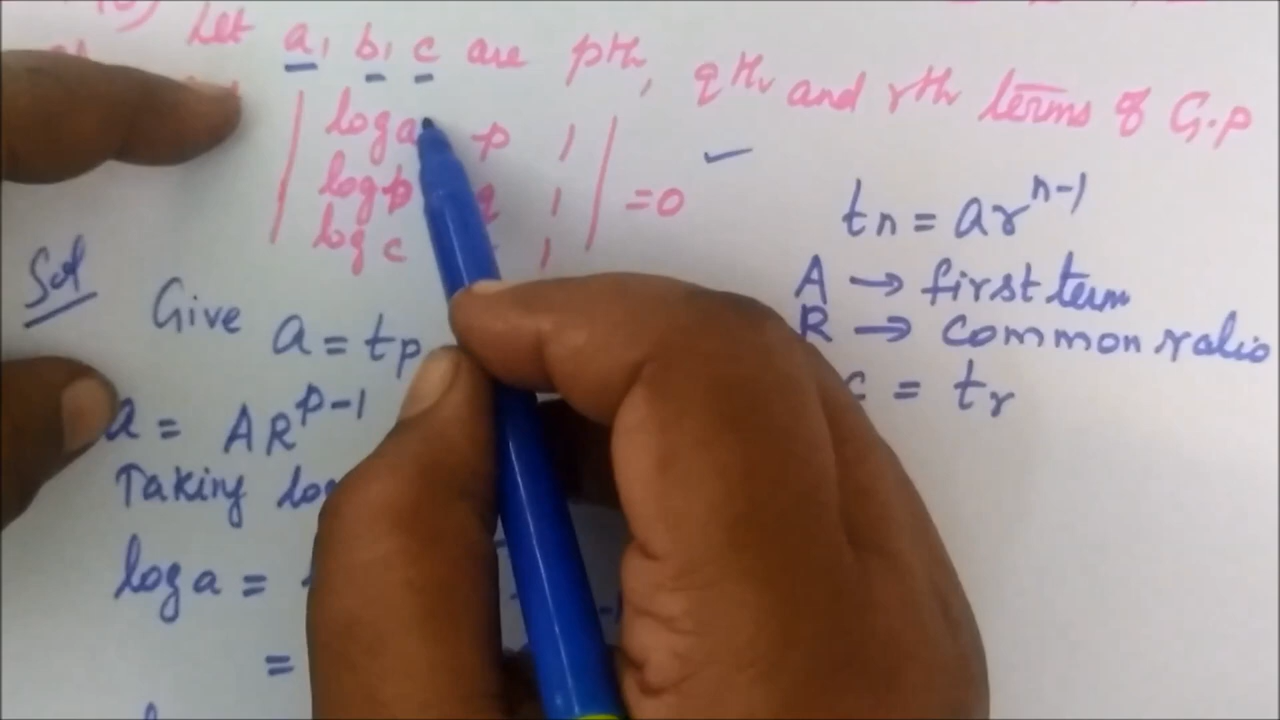 Let a, b, c are pth, qth and rth terms of G.P
| log a p 1 |
| log b q 1 | = 0 ✓
| log c 1 |
tn = ar^n-1
A → first term
R → common ratio
Sol
Give a = tp
c = tr
a = AR^p-1
Taking log
log a =
=